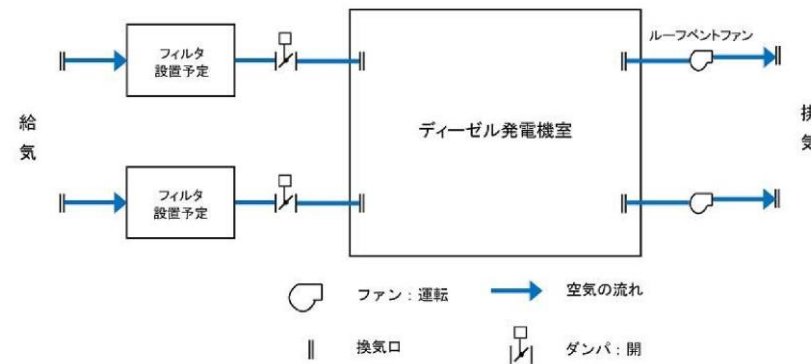 ルーフベントファン
フィルタ
設置予定
給
気
ディーゼル発電機室
排
気
フィルタ
設置予定
ファン：運転
空気の流れ
換気口
ダンパ：開